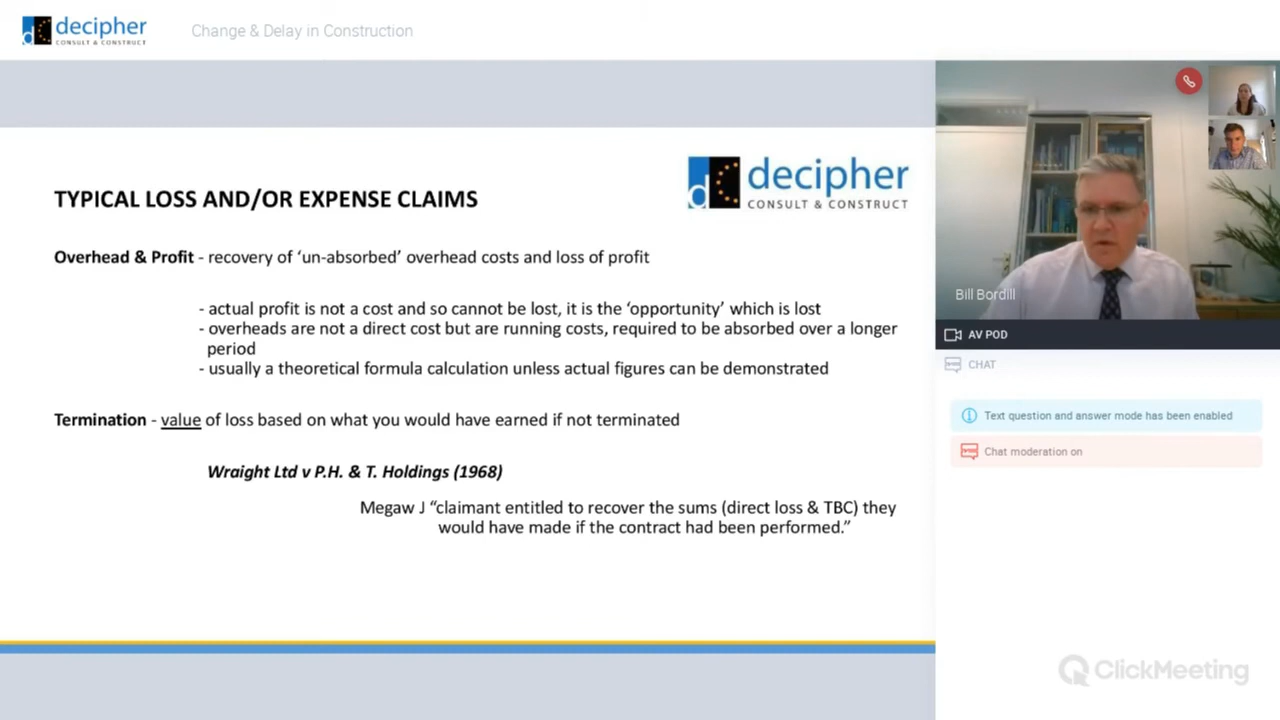 decipher
CONSULT & CONSTRUCT
Change & Delay in Construction
decipher
CONSULT & CONSTRUCT
TYPICAL LOSS AND/OR EXPENSE CLAIMS
Overhead & Profit - recovery of ‘un-absorbed’ overhead costs and loss of profit
- actual profit is not a cost and so cannot be lost, it is the ‘opportunity’ which is lost
- overheads are not a direct cost but are running costs, required to be absorbed over a longer
period
- usually a theoretical formula calculation unless actual figures can be demonstrated
Termination - value of loss based on what you would have earned if not terminated
Wraight Ltd v P.H. & T. Holdings (1968)
Megaw J “claimant entitled to recover the sums (direct loss & TBC) they
would have made if the contract had been performed.”
Bill Bordill
AV POD
CHAT
Text question and answer mode has been enabled
Chat moderation on
ClickMeeting